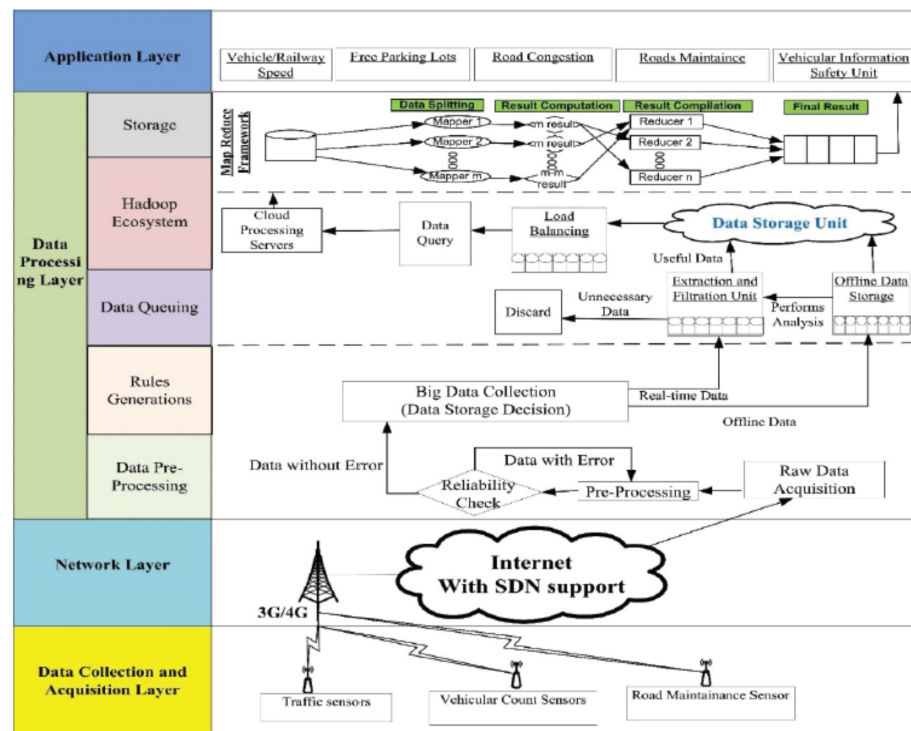 Application Layer
Vehicle/Railway
Speed
Free Parking Lots
Road Congestion
Roads Maintaince
Vehicular Information
Safety Unit
Data
Processi
ng Layer
Storage
Map Reduce
Framework
Data Splitting
Result Computation
Result Compilation
Final Result
Mapper 1
Mapper 2
Mapper m
m result
m result
m-m
result
Reducer 1
Reducer 2
Reducer n
Hadoop
Ecosystem
Cloud
Processing
Servers
Data
Query
Load
Balancing
Data Storage Unit
Useful Data
Data Queuing
Discard
Unnecessary
Data
Extraction and
Filtration Unit
Performs
Analysis
Offline Data
Storage
Rules
Generations
Big Data Collection
(Data Storage Decision)
Real-time Data
Offline Data
Data Pre-
Processing
Data without Error
Data with Error
Reliability
Check
Pre-Processing
Raw Data
Acquisition
Network Layer
3G/4G
Internet
With SDN support
Data Collection and
Acquisition Layer
Traffic sensors
Vehicular Count Sensors
Road Maintainance Sensor